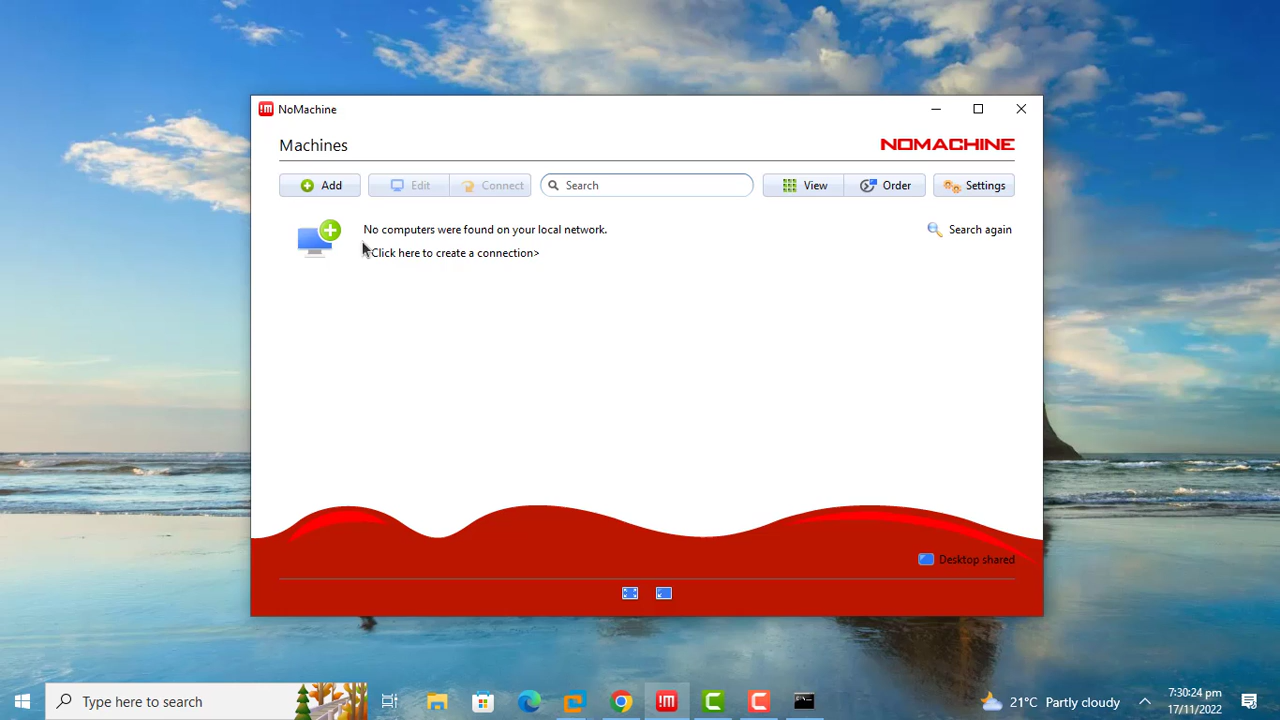 NoMachine
Machines
NOMACHINE
Add
Edit
Connect
Search
View
Order
Settings
No computers were found on your local network.
Search again
Click here to create a connection>
Desktop shared
Type here to search
21°C Partly cloudy
7:30:24 pm
17/11/2022